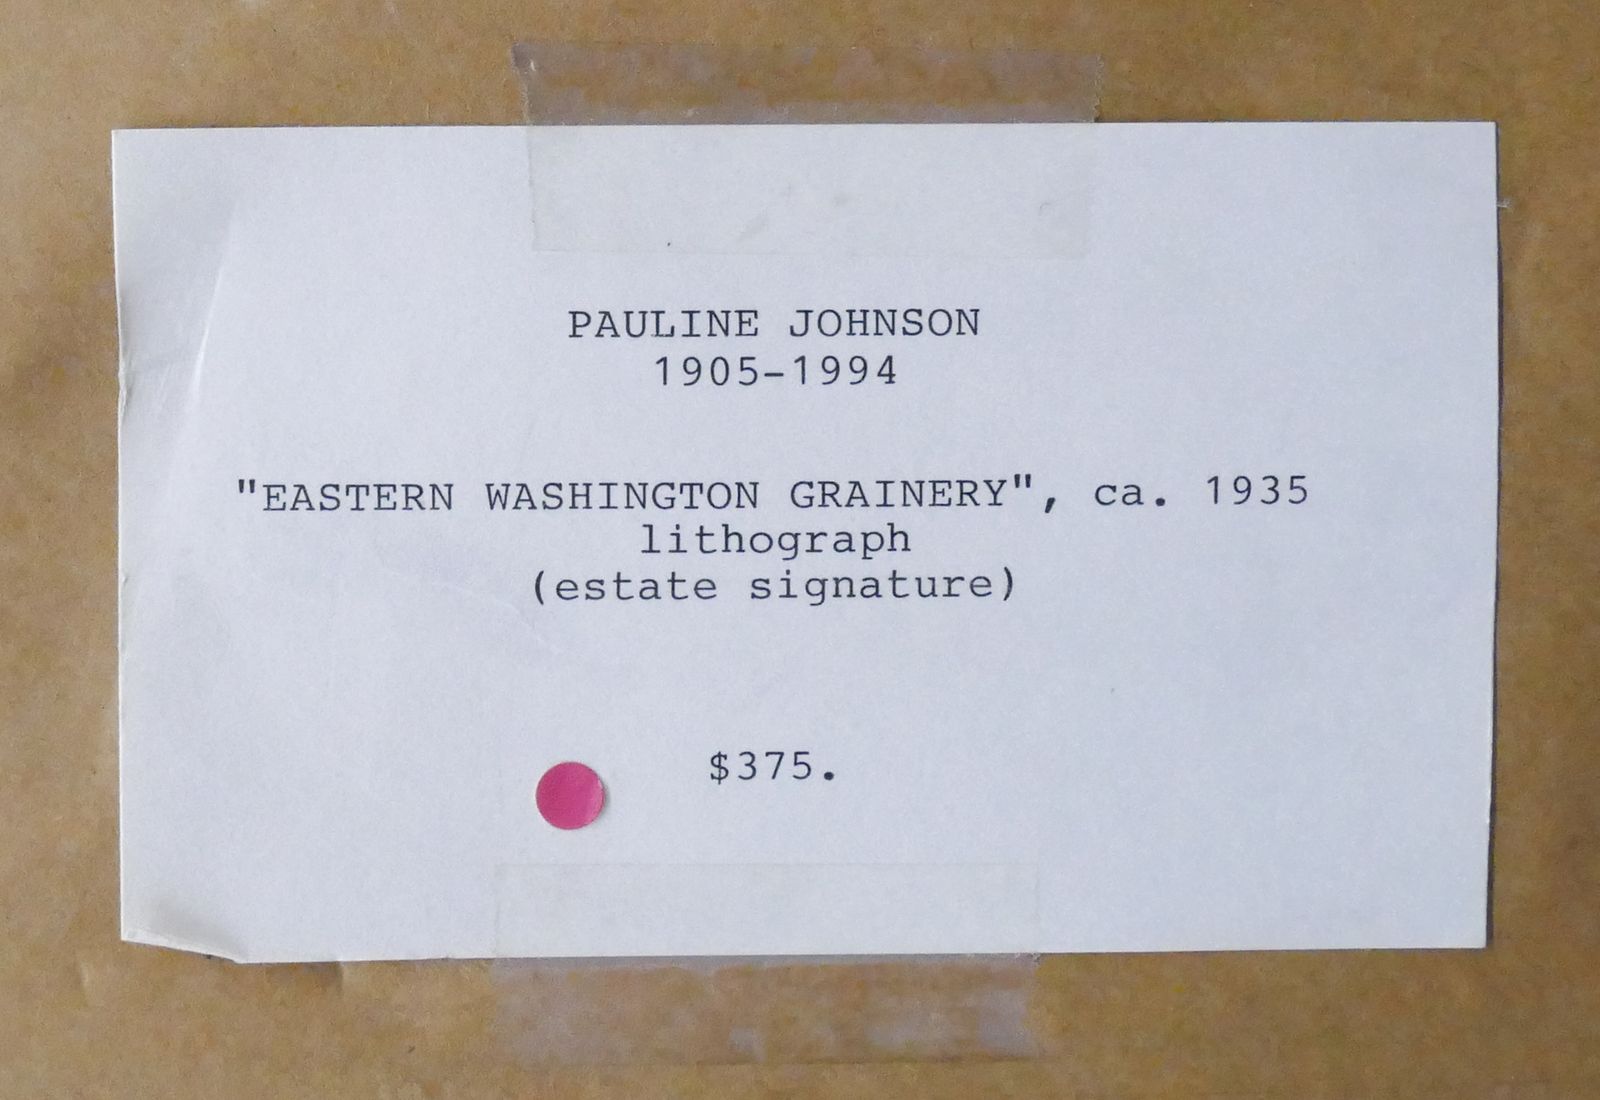 PAULINE JOHNSON
1905-1994
"EASTERN WASHINGTON GRAINERY", ca. 1935
lithograph
(estate signature)
$375.